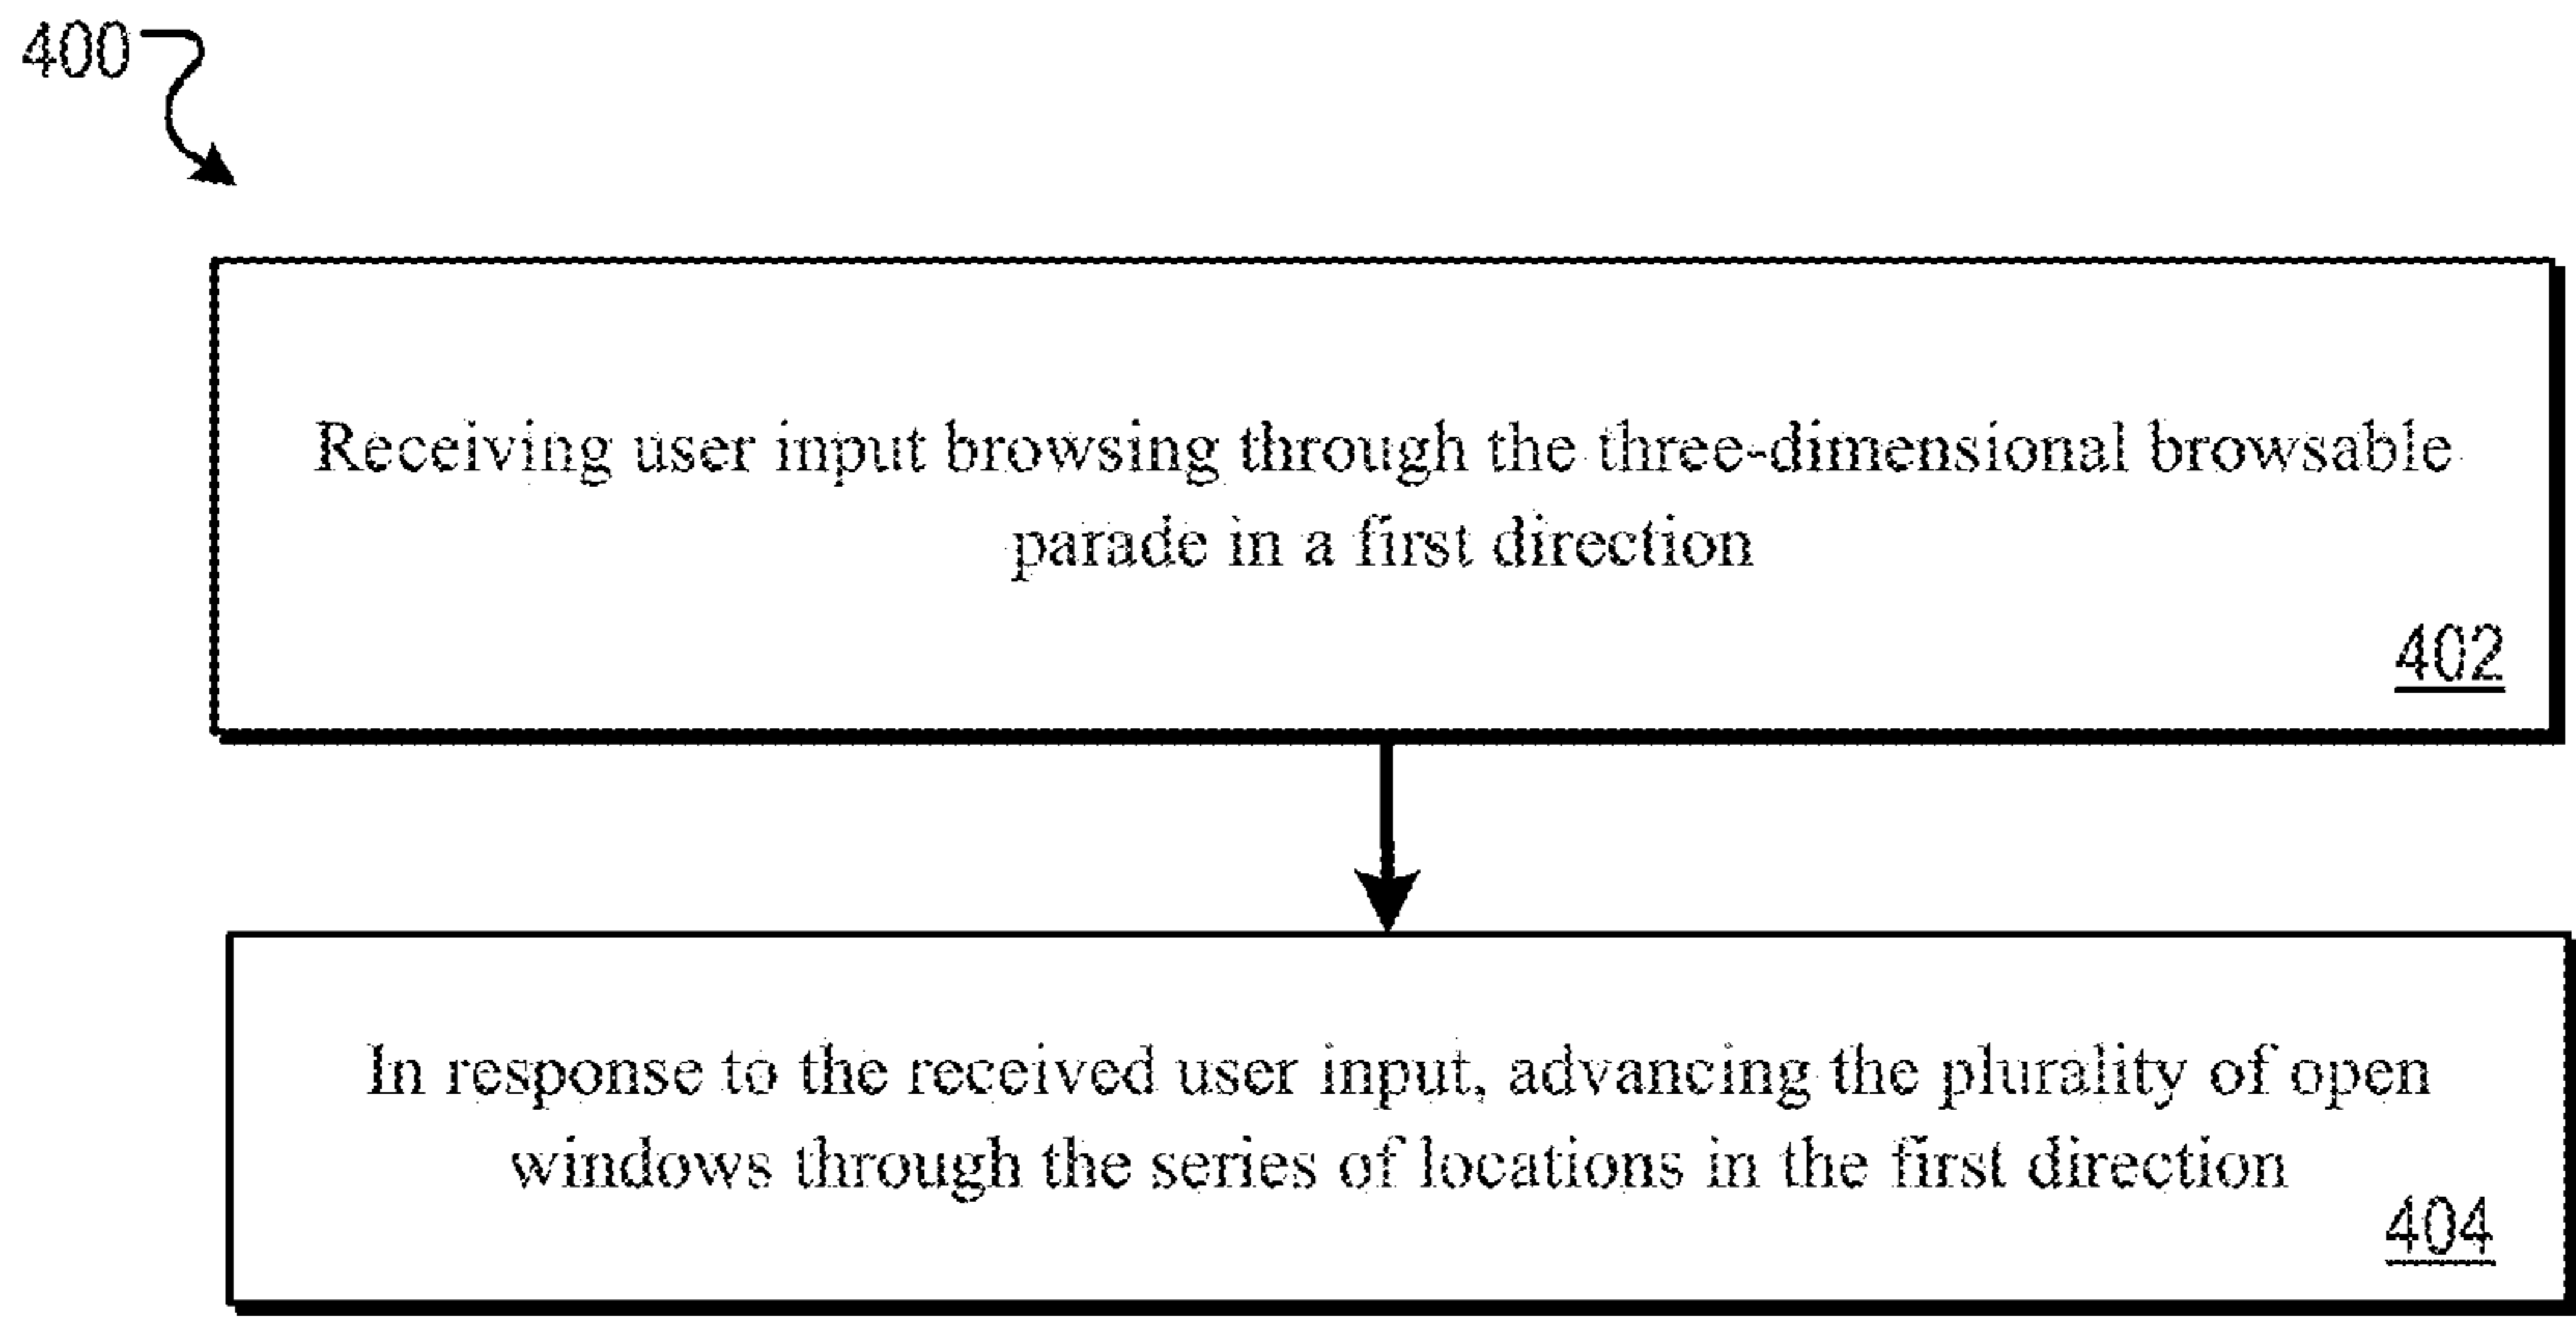 400
Receiving user input browsing through the three-dimensional browsable
parade in a first direction
402
In response to the received user input, advancing the plurality of open
windows through the series of locations in the first direction
404